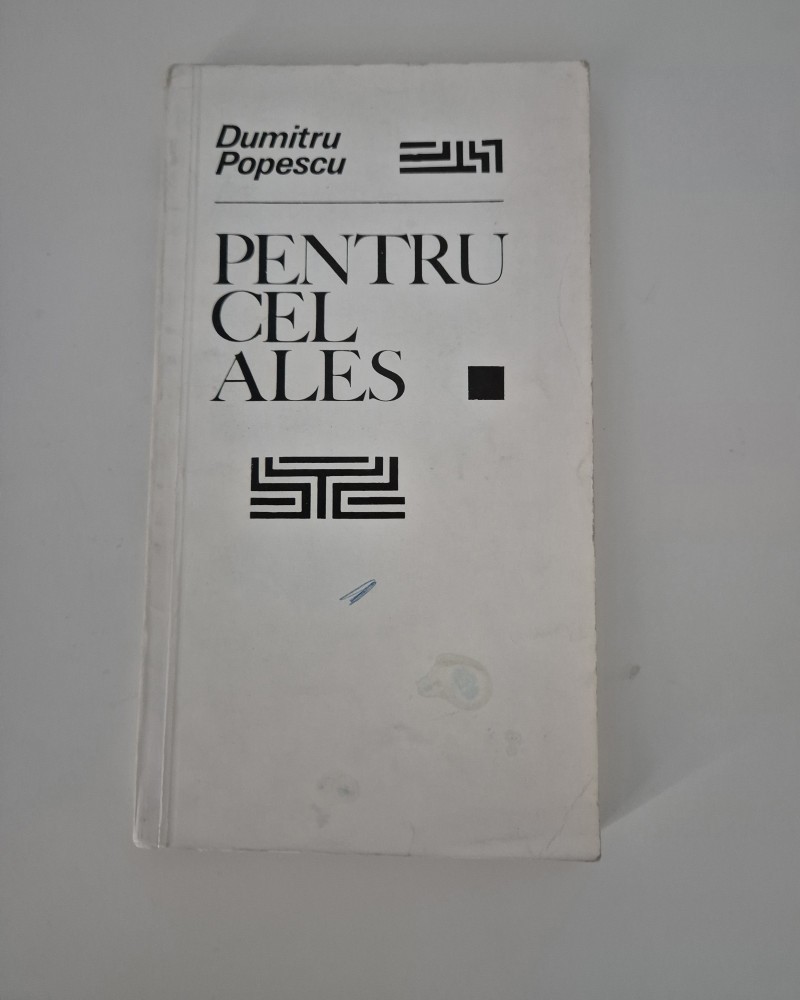 Dumitru
Popescu
PENTRU
CEL
ALES